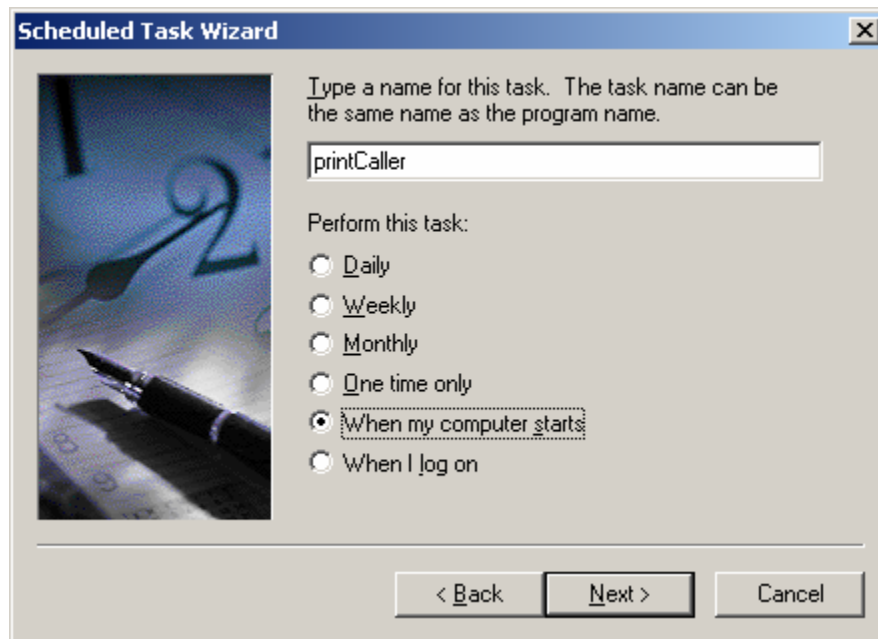 Scheduled Task Wizard
Type a name for this task. The task name can be
the same name as the program name.
printCaller
Perform this task:
Daily
Weekly
Monthly
One time only
When my computer starts
When I log on
< Back
Next >
Cancel